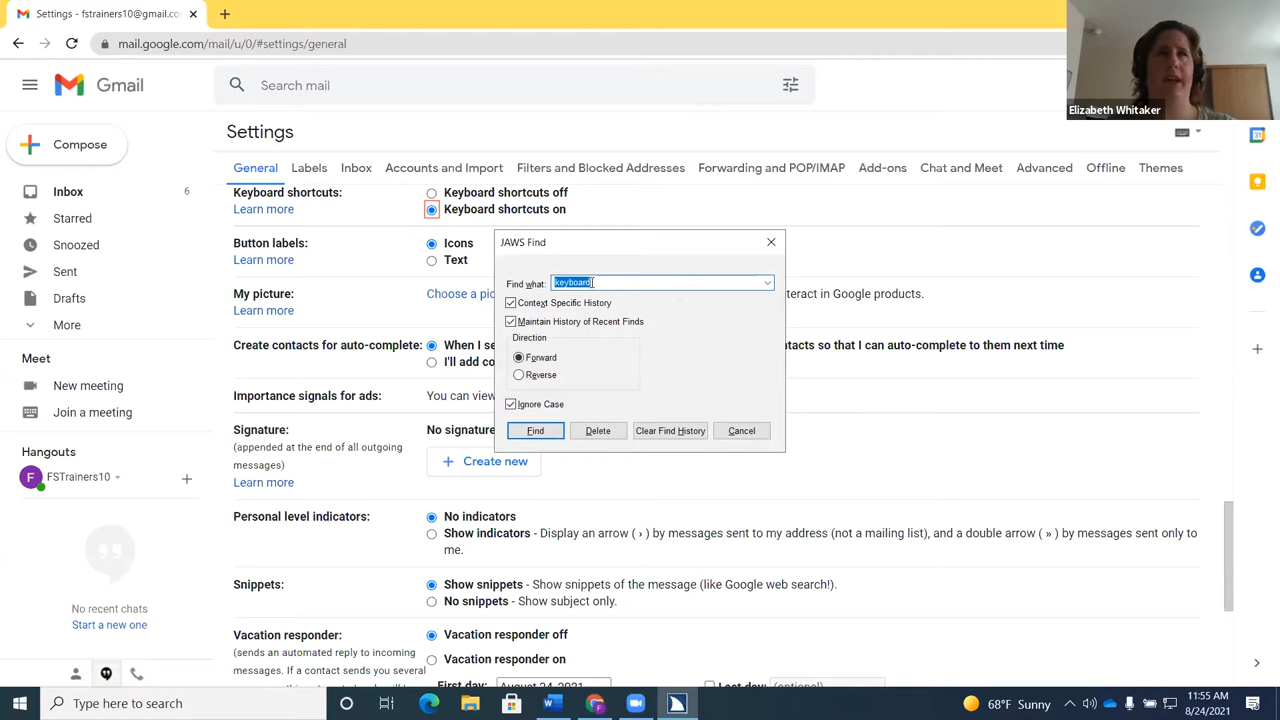 Settings - fstrainers10@gmail.co
mail.google.com/mail/u/0/#settings/general
Elizabeth Whitaker
Gmail
Search mail
Compose
Inbox 6
Starred
Snoozed
Sent
Drafts
More
Meet
New meeting
Join a meeting
Hangouts
FSTrainers10
No recent chats
Start a new one
Settings
General Labels Inbox Accounts and Import Filters and Blocked Addresses Forwarding and POP/IMAP Add-ons Chat and Meet Advanced Offline Themes
Keyboard shortcuts: Keyboard shortcuts off
Learn more Keyboard shortcuts on
Button labels: Icons
Learn more Text
My picture: Choose a pic teract in Google products.
Learn more
Create contacts for auto-complete: When I se ntacts so that I can auto-complete to them next time
I'll add co
Importance signals for ads: You can view
Signature: No signatur
(appended at the end of all outgoing
messages)
Learn more
Create new
Personal level indicators: No indicators
Show indicators - Display an arrow ( › ) by messages sent to my address (not a mailing list), and a double arrow ( » ) by messages sent only to
me.
Snippets: Show snippets - Show snippets of the message (like Google web search!).
No snippets - Show subject only.
Vacation responder: Vacation responder off
(sends an automated reply to incoming
messages. If a contact sends you several
Vacation responder on
First day: August 24, 2021 Last day: (optional)
JAWS Find
Find what: keyboard
Context Specific History
Maintain History of Recent Finds
Direction
Forward
Reverse
Ignore Case
Find Delete Clear Find History Cancel
Type here to search
68°F Sunny
11:55 AM
8/24/2021